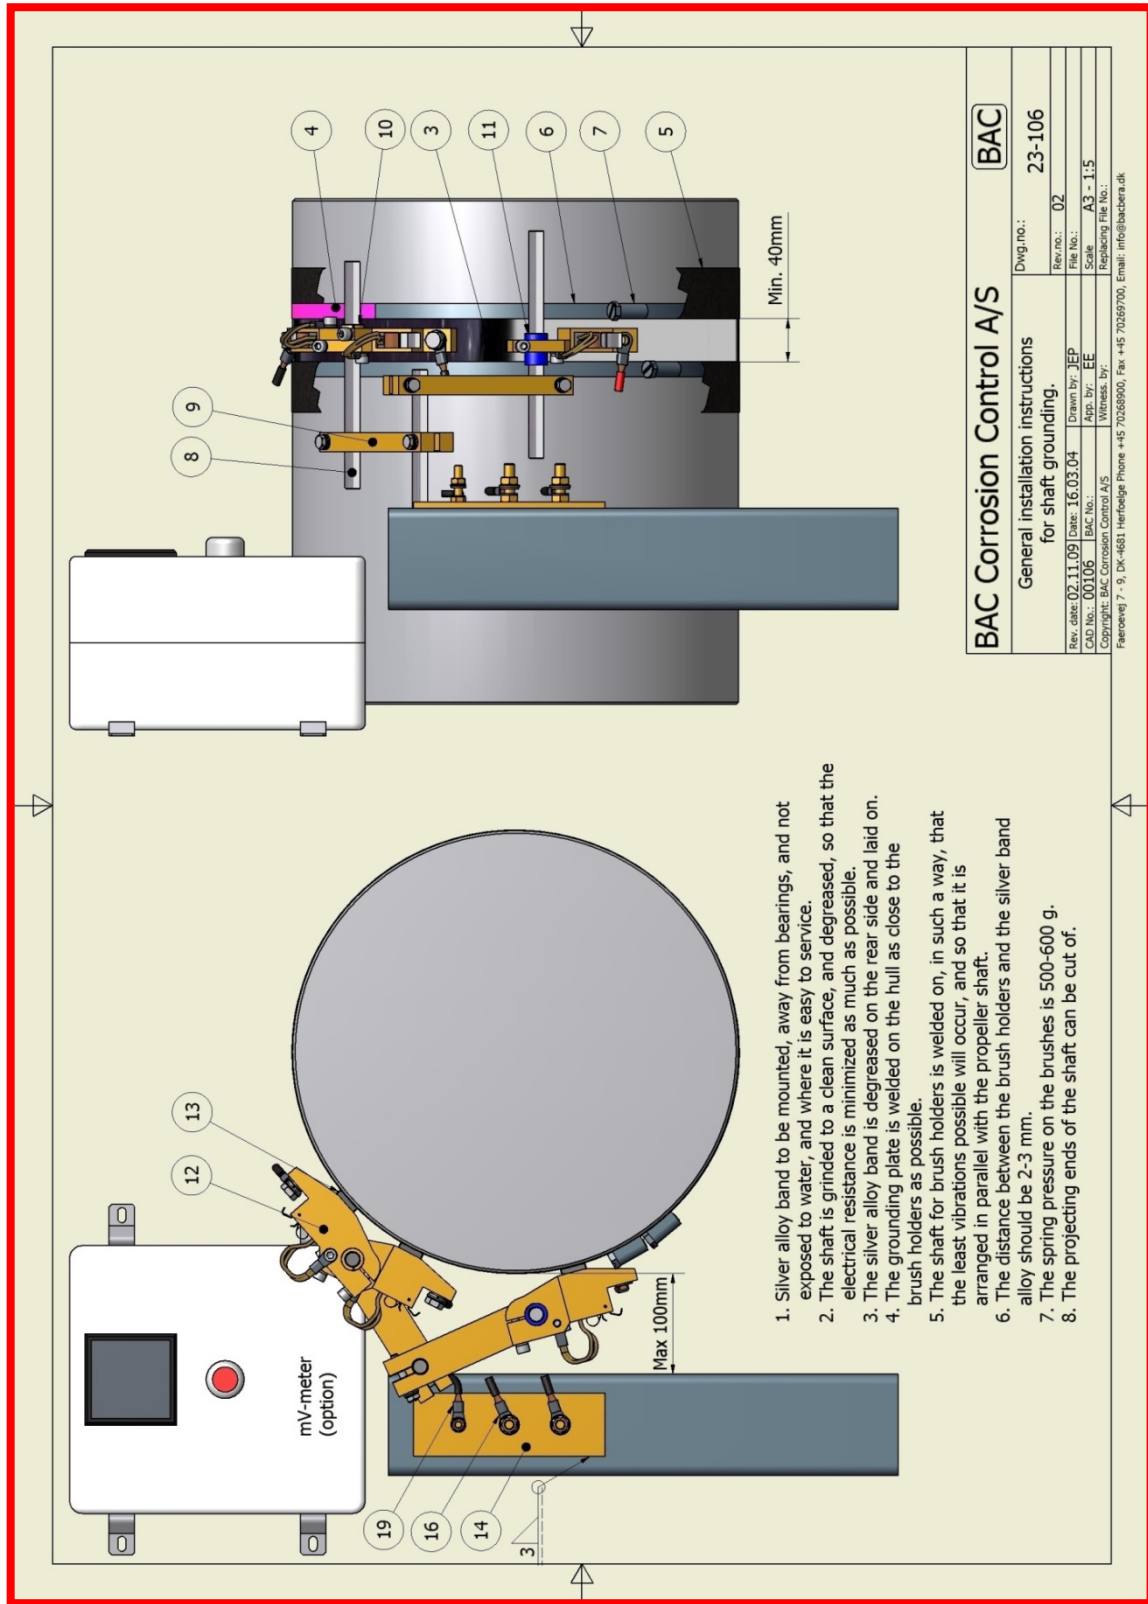 4
10
3
11
6
7
5
9
8
Min. 40mm
13
12
mV-meter
(option)
Max 100mm
19
16
14
3
1. Silver alloy band to be mounted, away from bearings, and not
exposed to water, and where it is easy to service.
2. The shaft is grinded to a clean surface, and degreased, so that the
electrical resistance is minimized as much as possible.
3. The silver alloy band is degreased on the rear side and laid on.
4. The grounding plate is welded on the hull as close to the
brush holders as possible.
5. The shaft for brush holders is welded on, in such a way, that
the least vibrations possible will occur, and so that it is
arranged in parallel with the propeller shaft.
6. The distance between the brush holders and the silver band
alloy should be 2-3 mm.
7. The spring pressure on the brushes is 500-600 g.
8. The projecting ends of the shaft can be cut of.
BAC Corrosion Control A/S BAC
General installation instructions
for shaft grounding.
Dwg.no.:
23-106
Rev.no.: 02
Rev. date: 02.11.09 Date: 16.03.04 Drawn by: JEP File No.:
CAD No.: 00106 BAC No.: App. by: EE Scale A3 - 1:5
Copyright: BAC Corrosion Control A/S Witness. by: Replacing File No.:
Faeroevej 7 - 9, DK-4681 Herfoelge Phone +45 70268900, Fax +45 70269700, Email: info@bacbera.dk